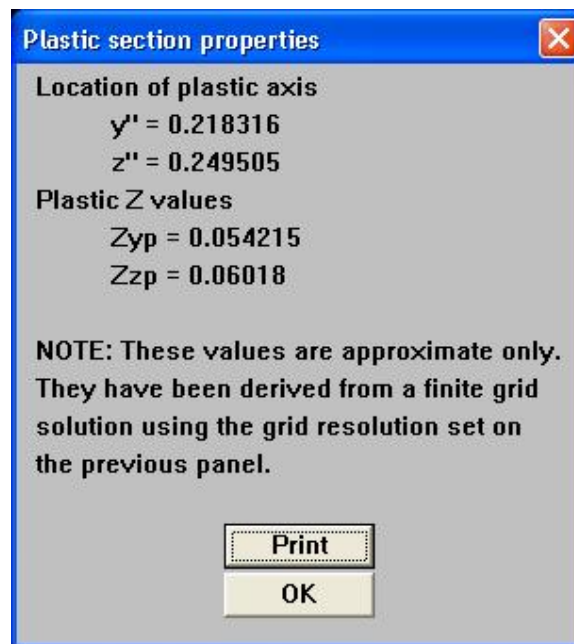 Plastic section properties
Location of plastic axis
y" = 0.218316
z" = 0.249505
Plastic Z values
Zyp = 0.054215
Zzp = 0.06018
NOTE: These values are approximate only.
They have been derived from a finite grid
solution using the grid resolution set on
the previous panel.
Print
OK